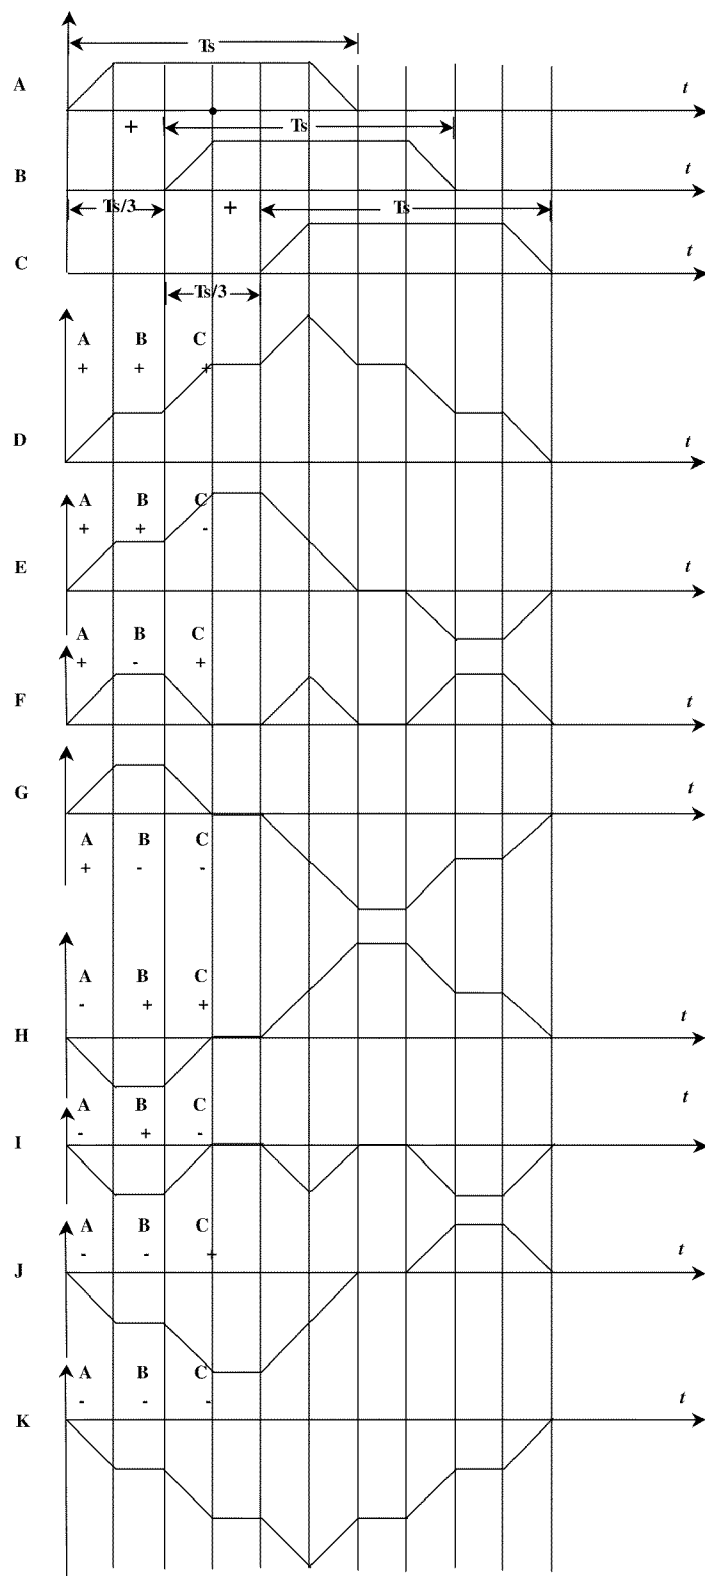 Ts
A
t
+
Ts
t
B
Ts/3
+
Ts
t
C
Ts/3
A B C
+ + +
D
t
A B C
+ + -
E
t
A B C
+ - +
F
t
G
t
A B C
+ - -
A B C
- + +
H
t
A B C
t
- + -
I
A B C
- - +
t
J
A B C
- - -
t
K